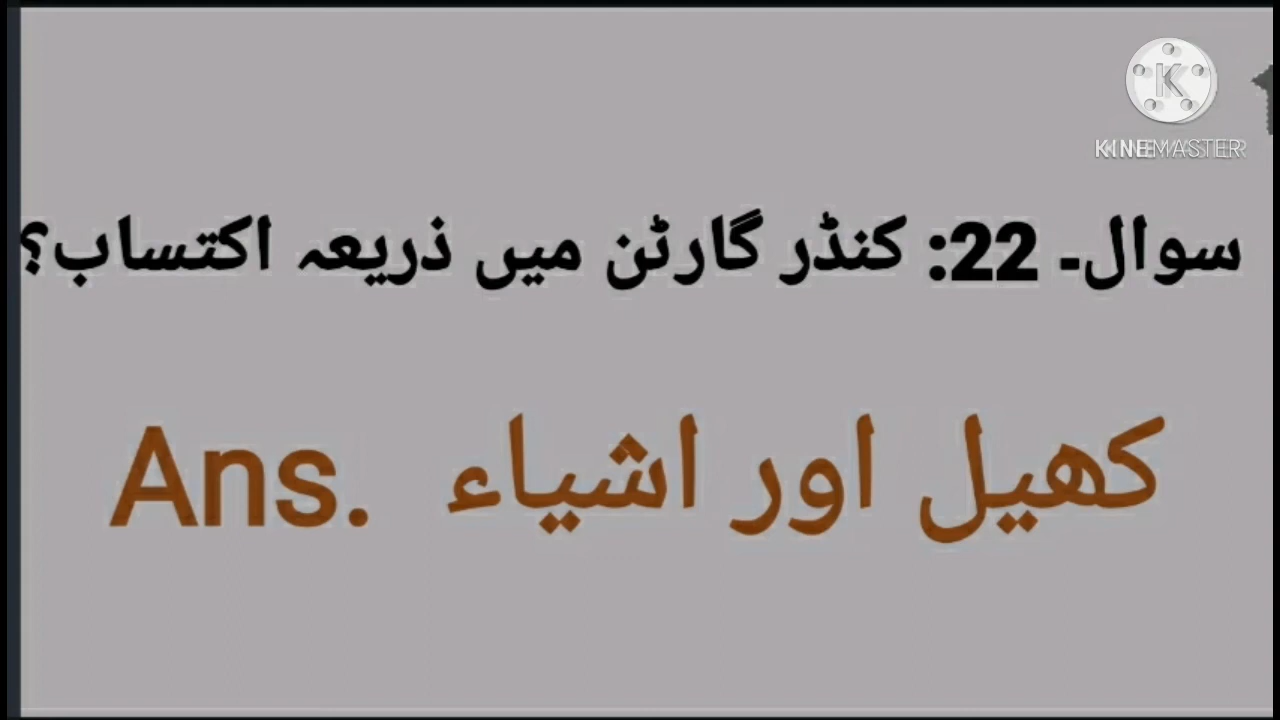 KINEMASTER
سوال۔ 22: کنڈر گارٹن میں ذریعہ اکتساب؟
کھیل اور اشیاء Ans.